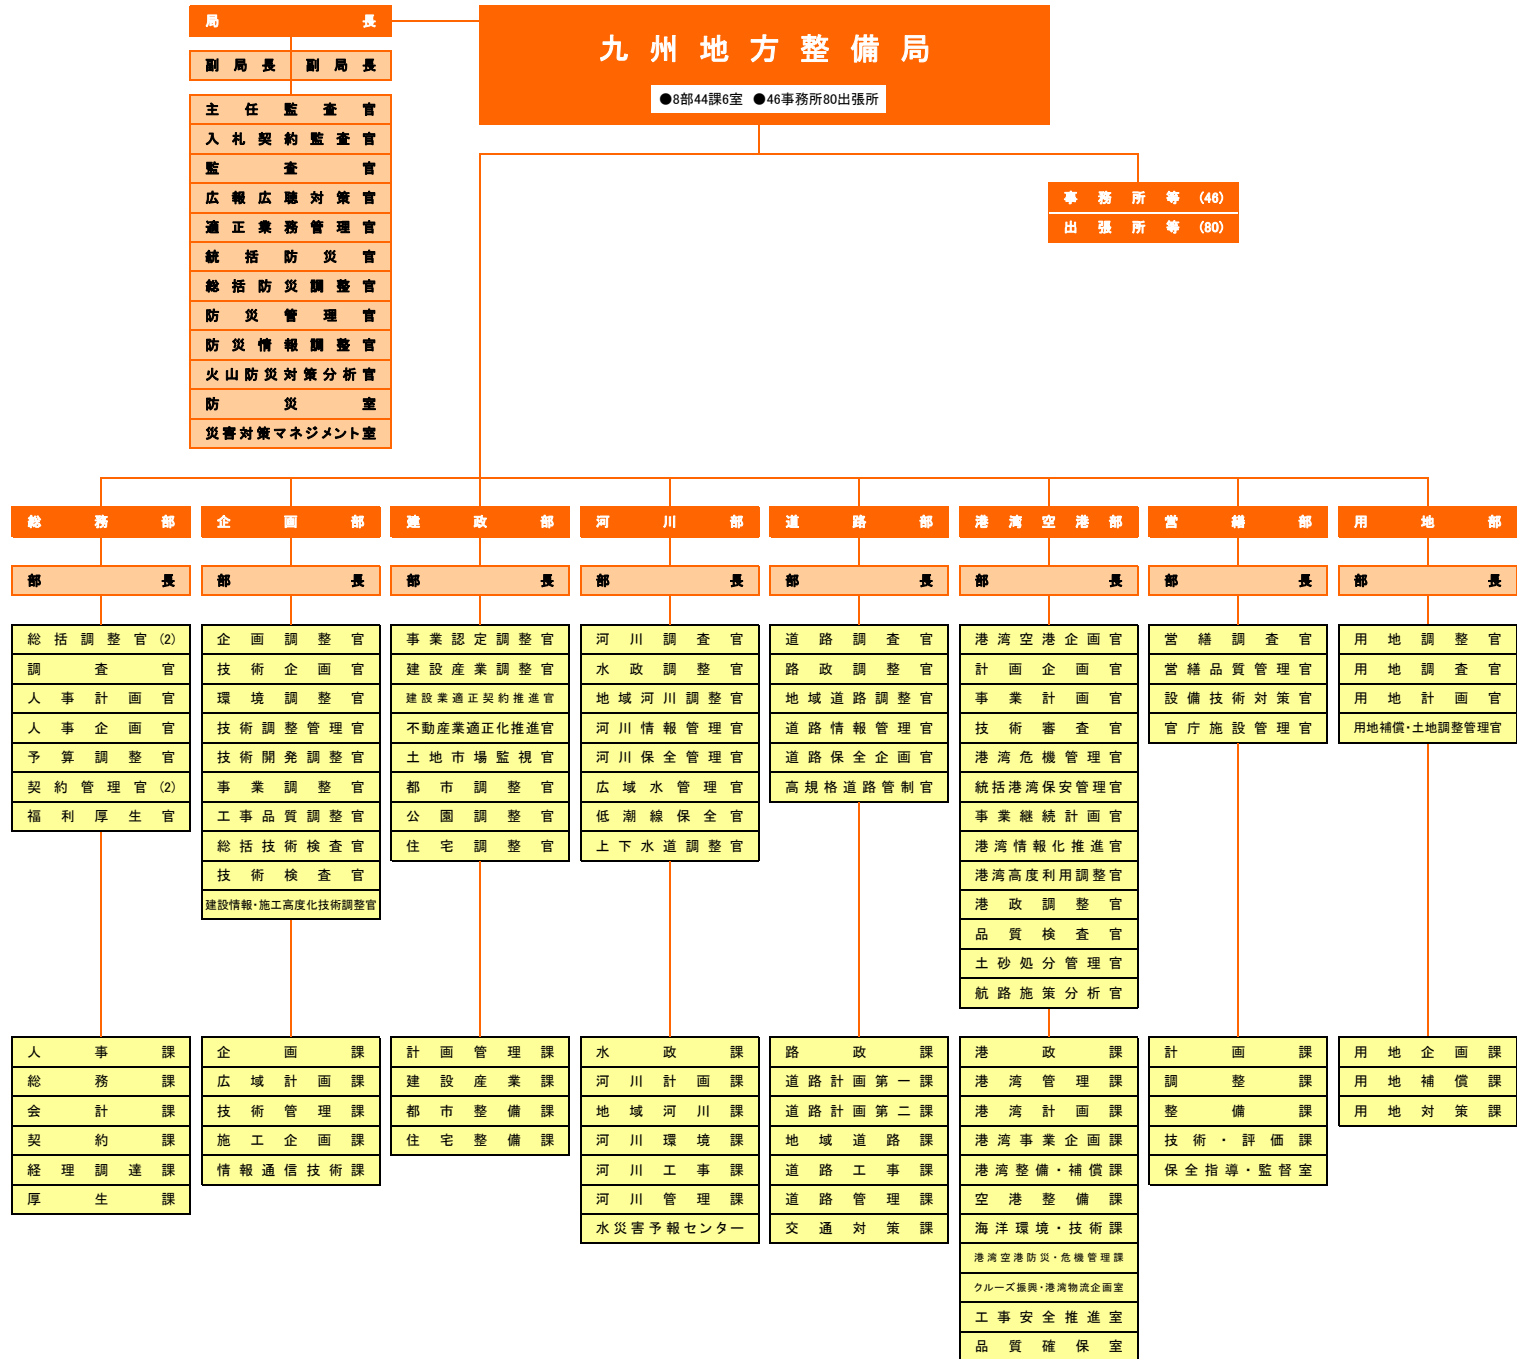 局長
副局長
副局長
主任監査官
入札契約監査官
監査官
広報広聴対策官
適正業務管理官
統括防災官
総括防災調整官
防災管理官
防災情報調整官
火山防災対策分析官
防災室
災害対策マネジメント室
九州地方整備局
●8部44課6室 ●46事務所80出張所
事務所等(46)
出張所等(80)
総務部
部長
総括調整官(2)
調査官
人事計画官
人事企画官
予算調整官
契約管理官(2)
福利厚生官
人事課
総務課
会計課
契約課
経理調達課
厚生課
企画部
部長
企画調整官
技術企画官
環境調整官
技術調整管理官
技術開発調整官
事業調整官
工事品質調整官
総括技術検査官
技術検査官
建設情報・施工高度化技術調整官
企画課
広域計画課
技術管理課
施工企画課
情報通信技術課
建政部
部長
事業認定調整官
建設産業調整官
建設業適正契約推進官
不動産業適正化推進官
土地市場監視官
都市調整官
公園調整官
住宅調整官
計画管理課
建設産業課
都市整備課
住宅整備課
河川部
部長
河川調査官
水政調整官
地域河川調整官
河川情報管理官
河川保全管理官
広域水管理官
低潮線保全官
上下水道調整官
水政課
河川計画課
地域河川課
河川環境課
河川工事課
河川管理課
水災害予報センター
道路部
部長
道路調査官
路政調整官
地域道路調整官
道路情報管理官
道路保全企画官
高規格道路管制官
路政課
道路計画第一課
道路計画第二課
地域道路課
道路工事課
道路管理課
交通対策課
港湾空港部
部長
港湾空港企画官
計画企画官
事業計画官
技術審査官
港湾危機管理官
統括港湾保安管理官
事業継続計画官
港湾情報化推進官
港湾高度利用調整官
港政調整官
品質検査官
土砂処分管理官
航路施策分析官
港政課
港湾管理課
港湾計画課
港湾事業企画課
港湾整備・補償課
空港整備課
海洋環境・技術課
港湾空港防災・危機管理課
クルーズ振興・港湾物流企画室
工事安全推進室
品質確保室
営繕部
部長
営繕調査官
営繕品質管理官
設備技術対策官
官庁施設管理官
計画課
調整課
整備課
技術・評価課
保全指導・監督室
用地部
部長
用地調整官
用地調査官
用地計画官
用地補償・土地調整管理官
用地企画課
用地補償課
用地対策課